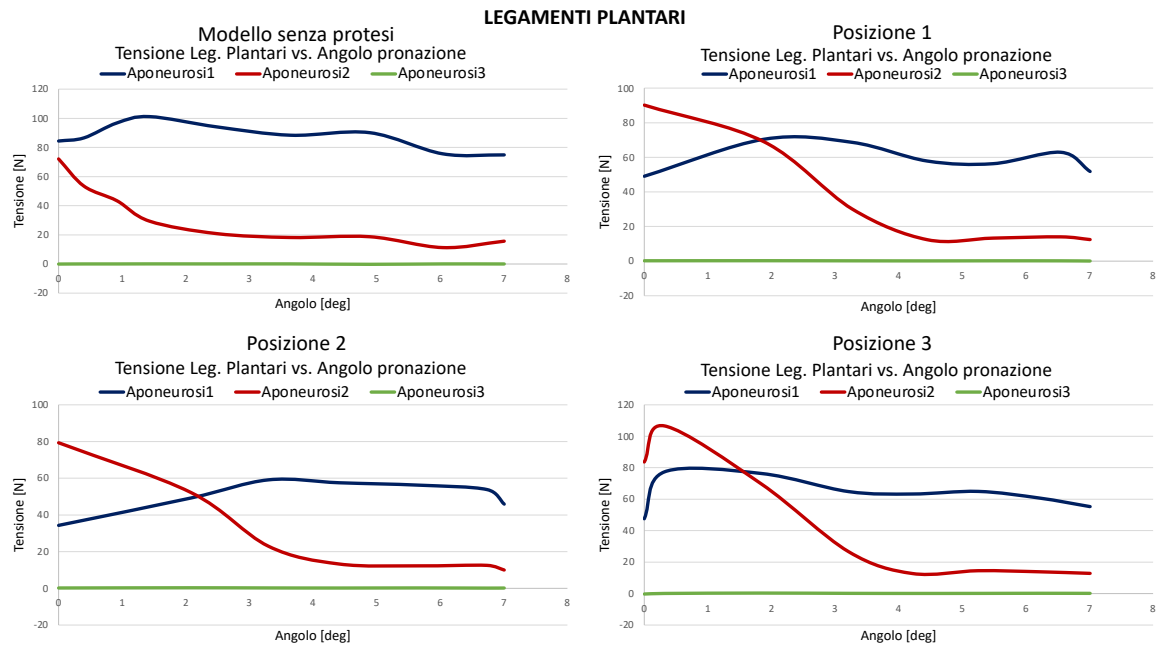 LEGAMENTI PLANTARI
Modello senza protesi
Tensione Leg. Plantari vs. Angolo pronazione
Aponeurosi1 Aponeurosi2 Aponeurosi3
120
100
80
60
40
20
0
-20
0 1 2 3 4 5 6 7 8
Tensione [N]
Angolo [deg]
Posizione 1
Tensione Leg. Plantari vs. Angolo pronazione
Aponeurosi1 Aponeurosi2 Aponeurosi3
100
80
60
40
20
0
-20
0 1 2 3 4 5 6 7 8
Tensione [N]
Angolo [deg]
Posizione 2
Tensione Leg. Plantari vs. Angolo pronazione
Aponeurosi1 Aponeurosi2 Aponeurosi3
100
80
60
40
20
0
-20
0 1 2 3 4 5 6 7 8
Tensione [N]
Angolo [deg]
Posizione 3
Tensione Leg. Plantari vs. Angolo pronazione
Aponeurosi1 Aponeurosi2 Aponeurosi3
120
100
80
60
40
20
0
-20
0 1 2 3 4 5 6 7 8
Tensione [N]
Angolo [deg]